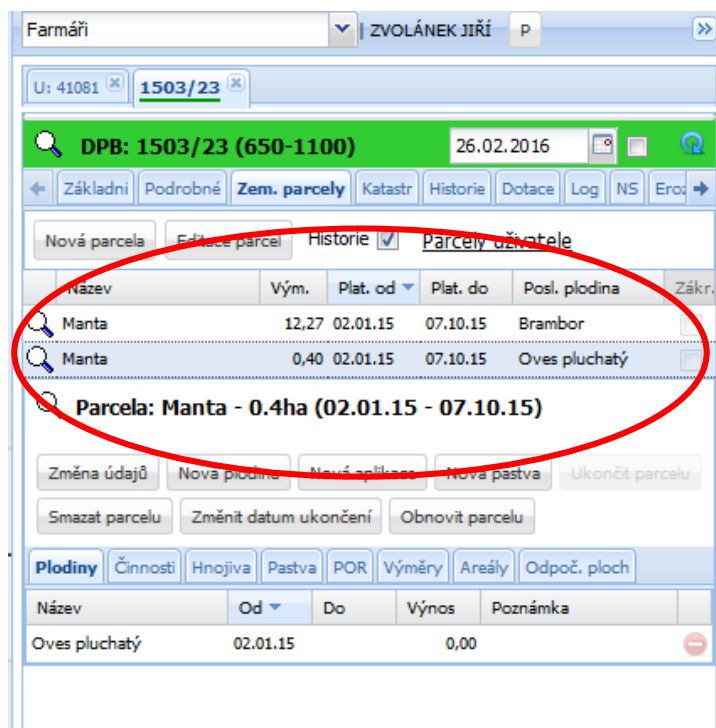 Farmáři | ZVOLÁNEK JIŘÍ P
U: 41081 1503/23
DPB: 1503/23 (650-1100) 26.02.2016
Základní Podrobné Zem. parcely Katastr Historie Dotace Log NS Eroz
Nová parcela Editace parcel Historie Parcely uživatele
Název Vým. Plat. od Plat. do Posl. plodina Zákr.
Manta 12,27 02.01.15 07.10.15 Brambor
Manta 0,40 02.01.15 07.10.15 Oves pluchatý
Parcela: Manta - 0.4ha (02.01.15 - 07.10.15)
Změna údajů Nová plodina Nová aplikace Nová pastva Ukončit parcelu
Smazat parcelu Změnit datum ukončení Obnovit parcelu
Plodiny Činnosti Hnojiva Pastva POR Výměry Areály Odpoč. ploch
Název Od Do Výnos Poznámka
Oves pluchatý 02.01.15 0,00